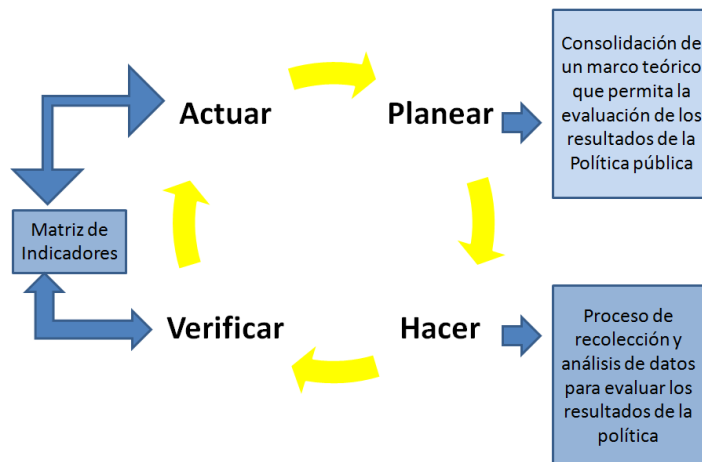 Actuar
Planear
Consolidación de
un marco teórico
que permita la
evaluación de los
resultados de la
Política pública
Matriz de
Indicadores
Verificar
Hacer
Proceso de
recolección y
análisis de datos
para evaluar los
resultados de la
política